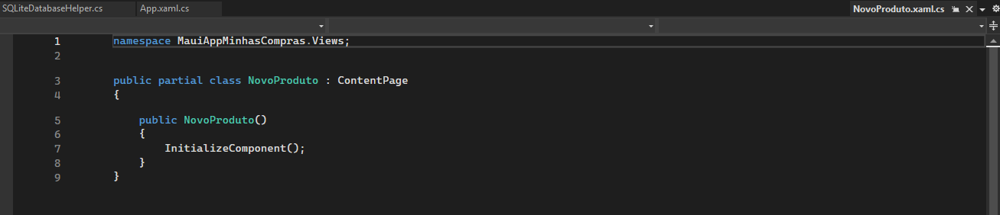 SQLiteDatabaseHelper.cs App.xaml.cs NovoProduto.xaml.cs
1 namespace MauiAppMinhasCompras.Views;
2
3 public partial class NovoProduto : ContentPage
4 {
5 public NovoProduto()
6 {
7 InitializeComponent();
8 }
9 }